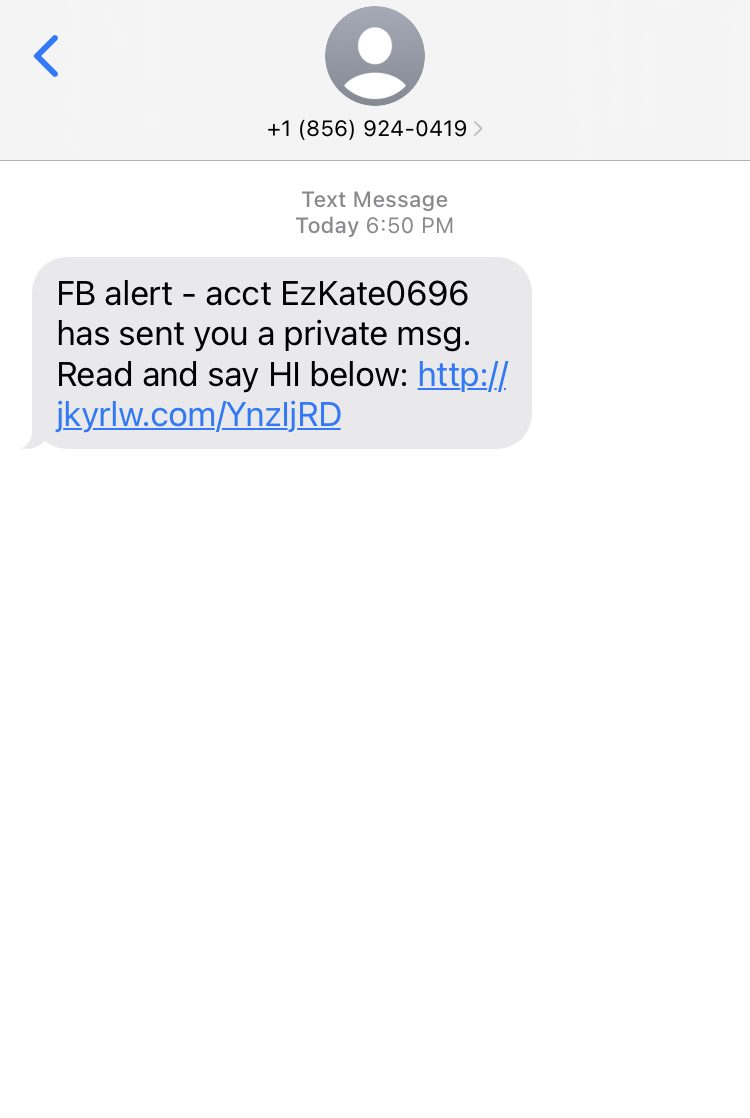 +1 (856) 924-0419
Text Message
Today 6:50 PM
FB alert - acct EzKate0696
has sent you a private msg.
Read and say HI below: http://
jkyrlw.com/YnzIjRD